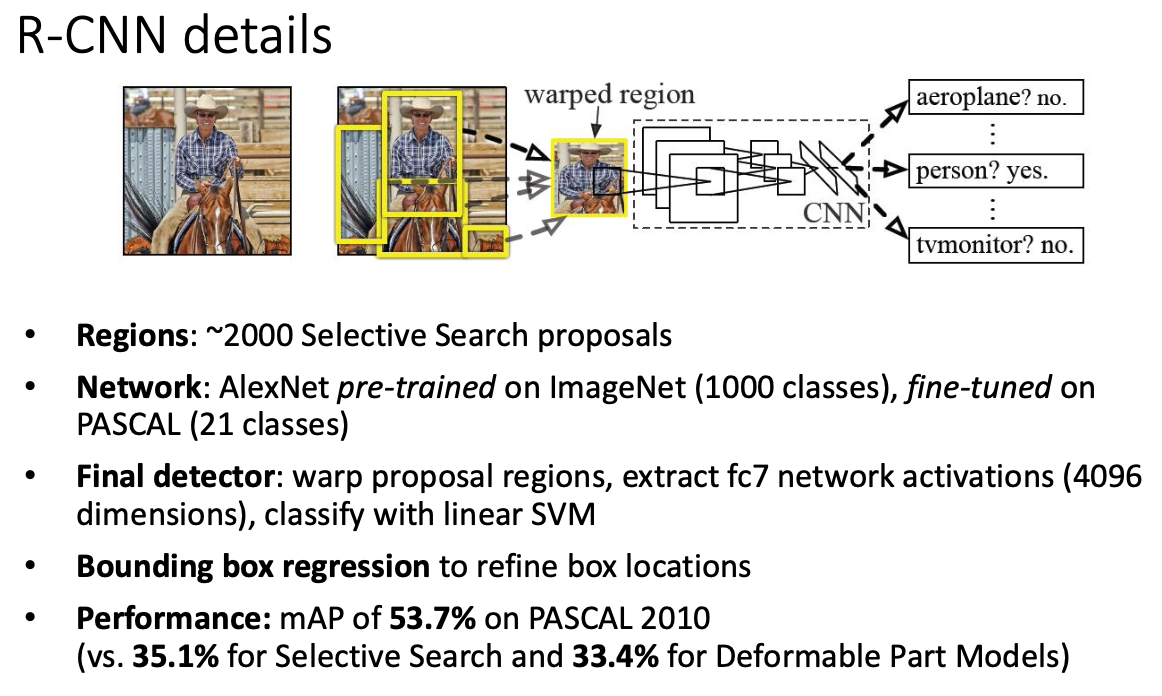 R-CNN details
warped region
aeroplane? no.
person? yes.
CNN
tvmonitor? no.
• Regions: ~2000 Selective Search proposals
• Network: AlexNet pre-trained on ImageNet (1000 classes), fine-tuned on
PASCAL (21 classes)
• Final detector: warp proposal regions, extract fc7 network activations (4096
dimensions), classify with linear SVM
• Bounding box regression to refine box locations
• Performance: mAP of 53.7% on PASCAL 2010
(vs. 35.1% for Selective Search and 33.4% for Deformable Part Models)